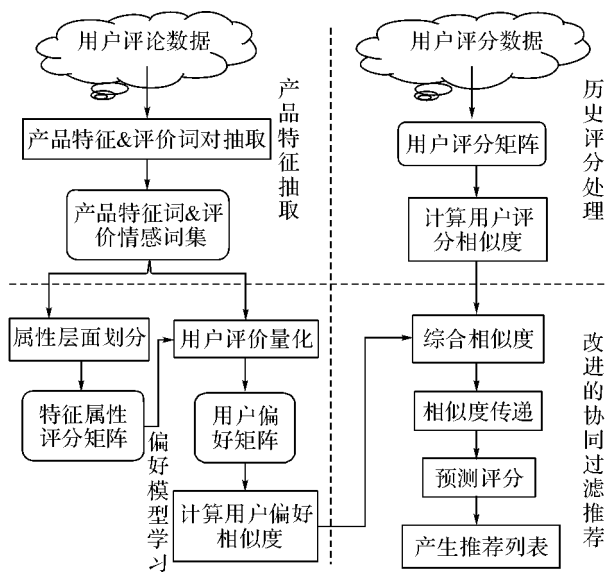 用户评论数据
产品特征&评价词对抽取
产品特征词&评
价情感词集
产品特征抽取
用户评分数据
用户评分矩阵
计算用户评
分相似度
历史评分处理
属性层面划分
特征属性
评分矩阵
用户评价量化
用户偏
好矩阵
计算用户偏好
相似度
偏好模型学习
综合相似度
相似度传递
预测评分
产生推荐列表
改进的协同过滤推荐